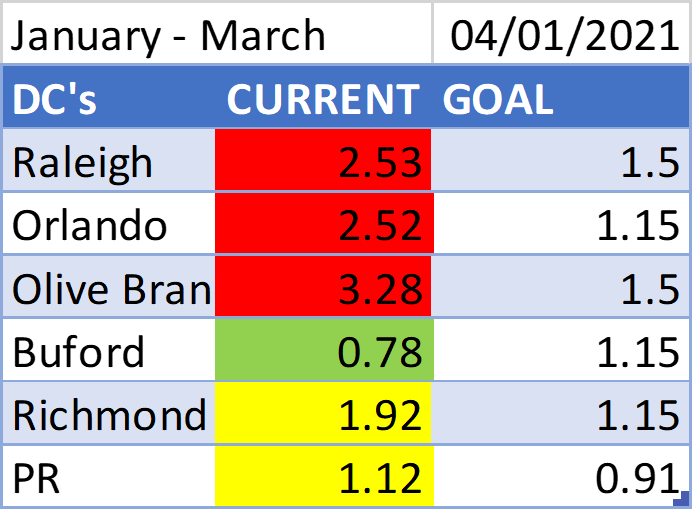 January - March 04/01/2021
DC's CURRENT GOAL
Raleigh 2.53 1.5
Orlando 2.52 1.15
Olive Bran 3.28 1.5
Buford 0.78 1.15
Richmond 1.92 1.15
PR 1.12 0.91